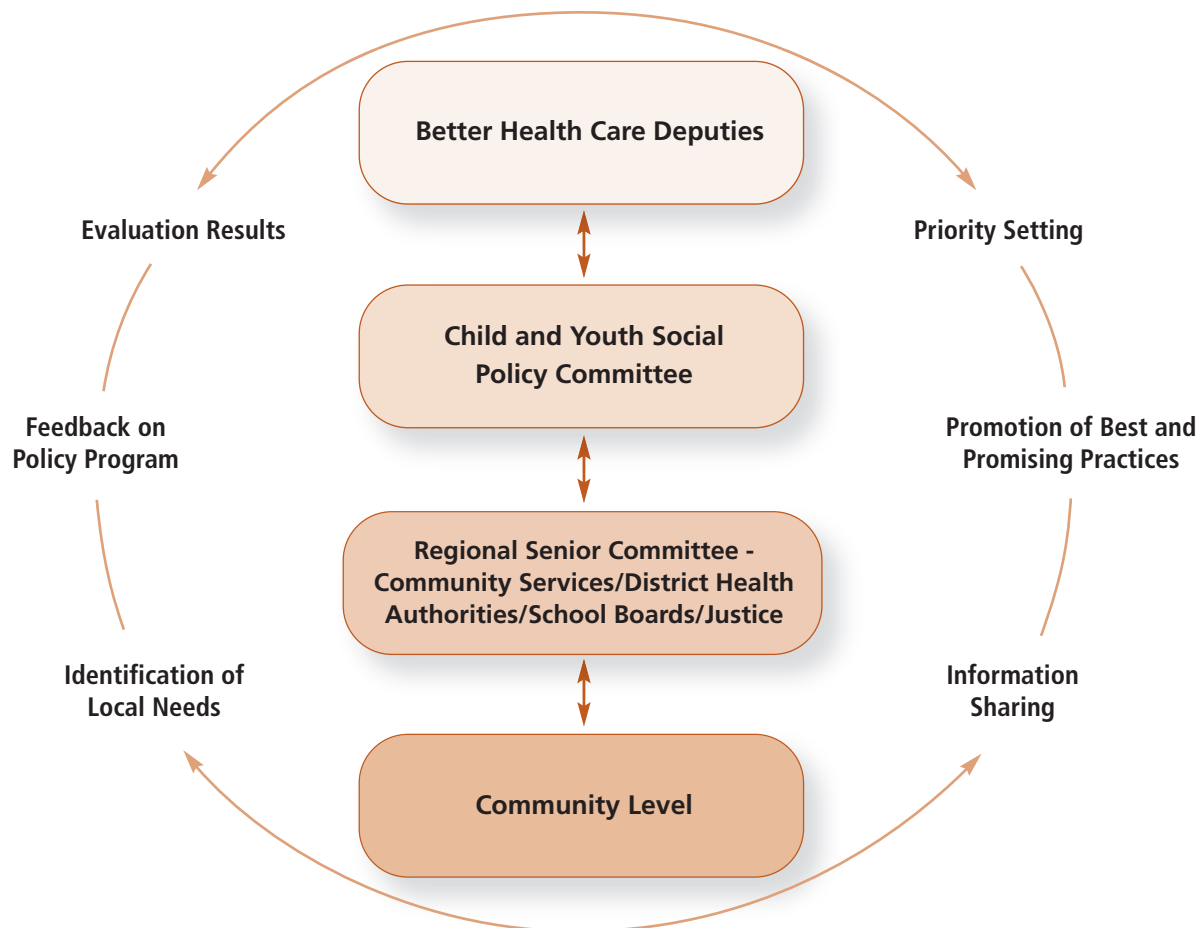 Better Health Care Deputies
Evaluation Results
Priority Setting
Child and Youth Social
Policy Committee
Feedback on
Policy Program
Promotion of Best and
Promising Practices
Regional Senior Committee -
Community Services/District Health
Authorities/School Boards/Justice
Identification of
Local Needs
Information
Sharing
Community Level